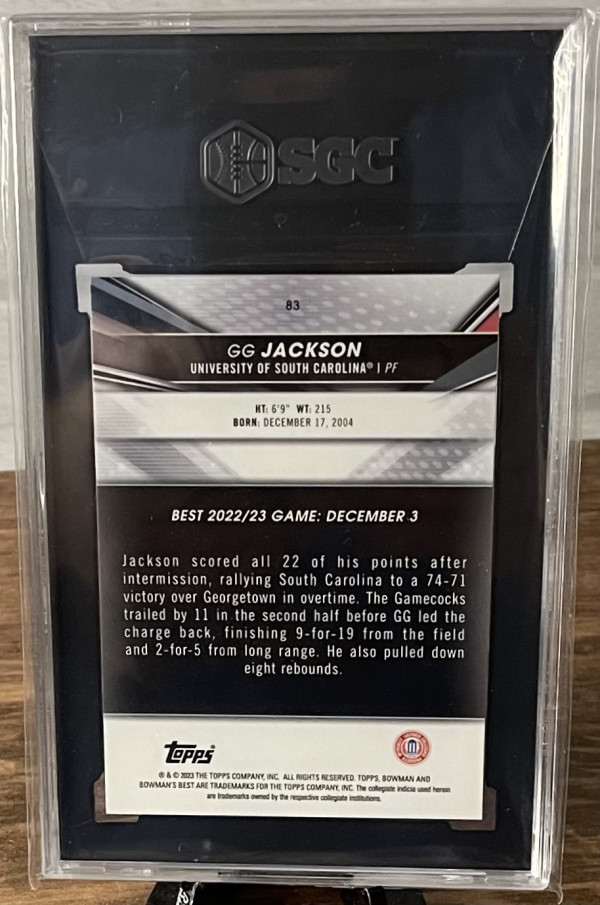 SGC
83
GG JACKSON
UNIVERSITY OF SOUTH CAROLINA® | PF
HT: 6'9" WT: 215
BORN: DECEMBER 17, 2004
BEST 2022/23 GAME: DECEMBER 3
Jackson scored all 22 of his points after
intermission, rallying South Carolina to a 74-71
victory over Georgetown in overtime. The Gamecocks
trailed by 11 in the second half before GG led the
charge back, finishing 9-for-19 from the field
and 2-for-5 from long range. He also pulled down
eight rebounds.
topps
® & © 2023 THE TOPPS COMPANY, INC. ALL RIGHTS RESERVED. TOPPS, BOWMAN AND
BOWMAN'S BEST ARE TRADEMARKS FOR THE TOPPS COMPANY, INC. The collegiate indicia used herein
are trademarks owned by the respective collegiate institutions.